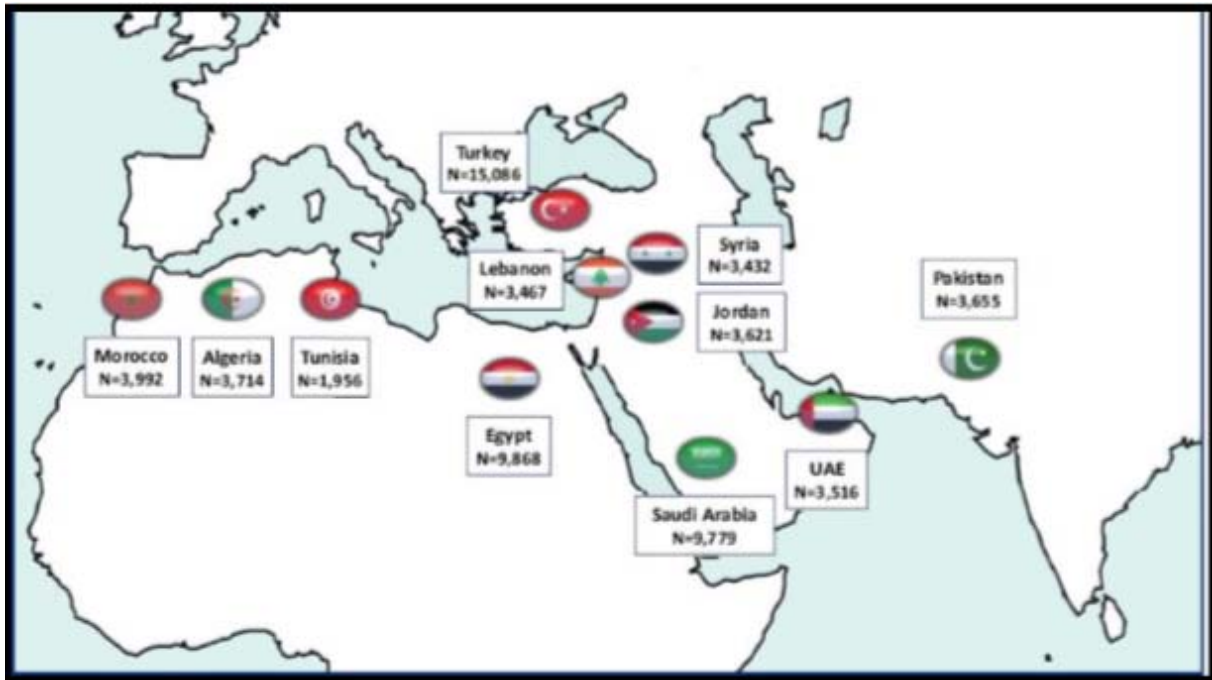 Turkey
N=15,086
Lebanon
N=3,467
Syria
N=3,432
Jordan
N=3,621
Pakistan
N=3,655
Morocco
N=3,992
Algeria
N=3,714
Tunisia
N=1,956
Egypt
N=9,868
UAE
N=3,516
Saudi Arabia
N=9,779